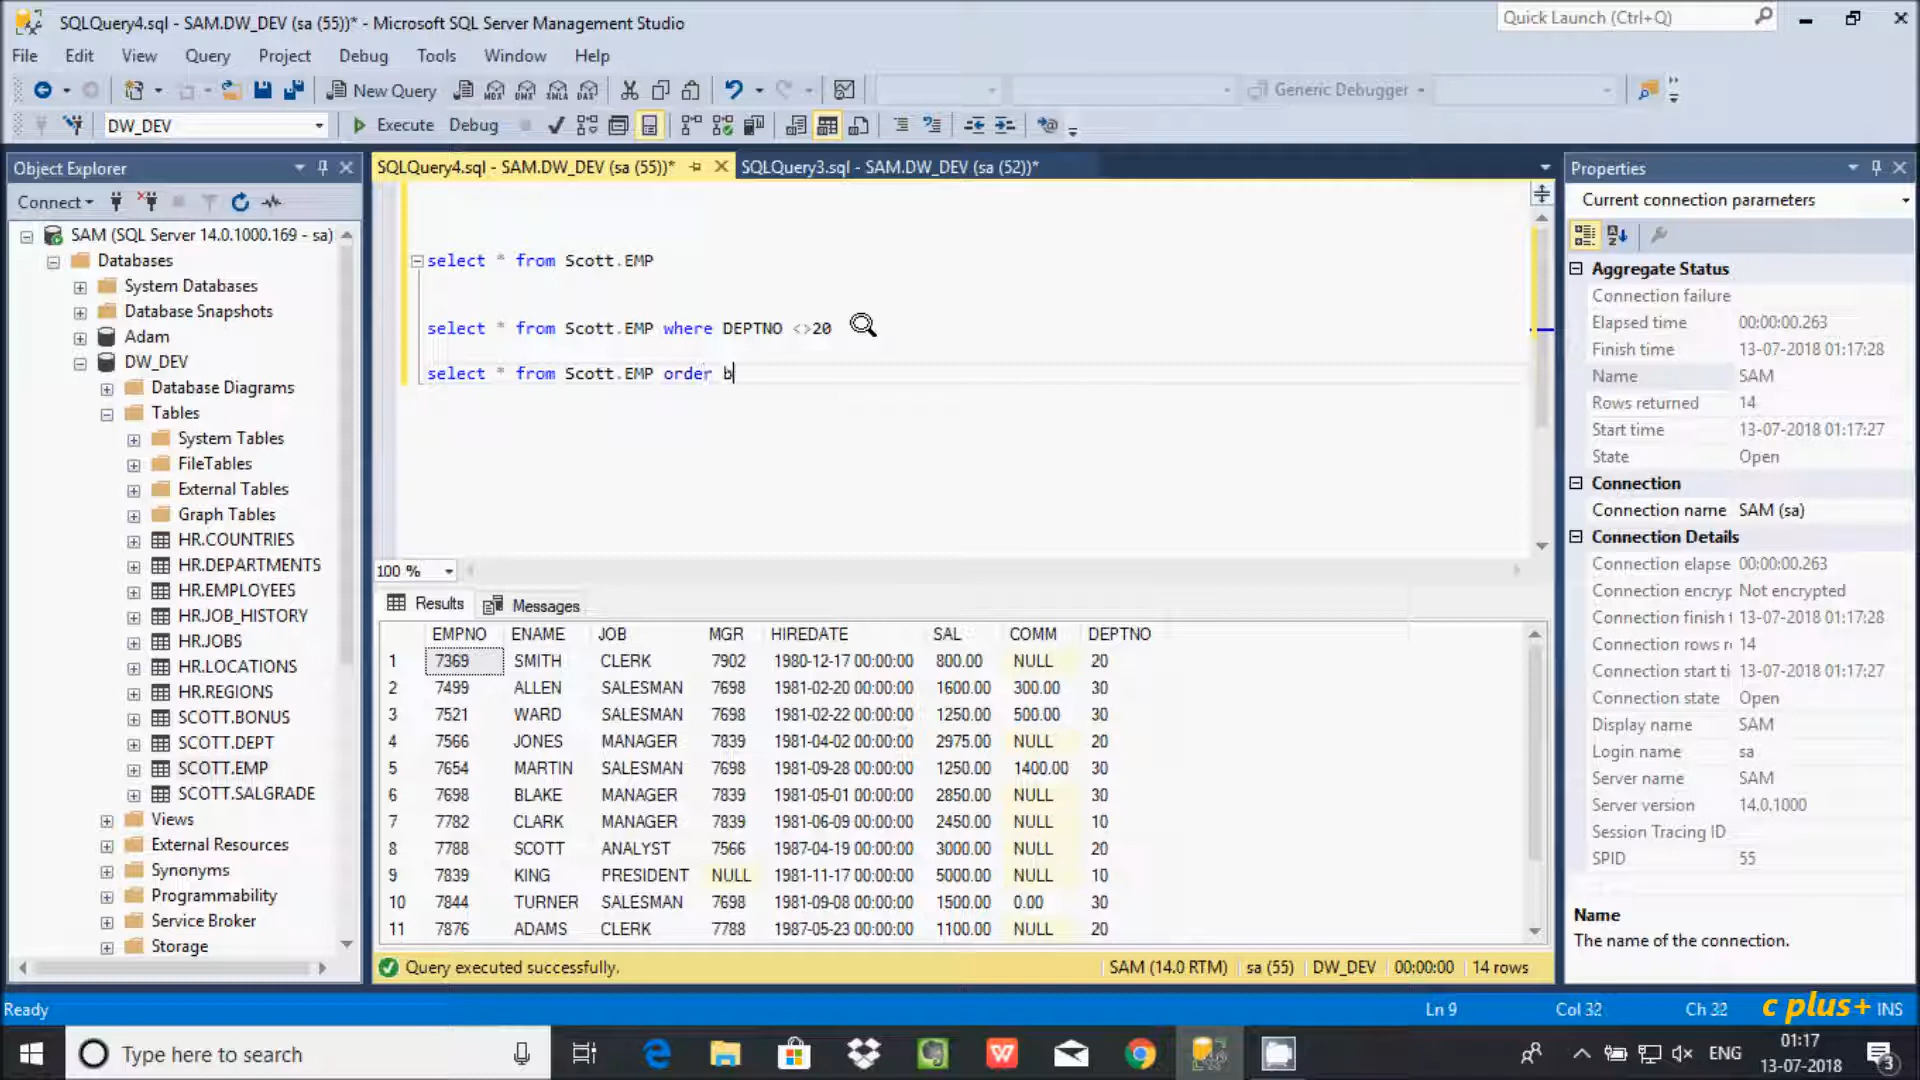 SQLQuery4.sql - SAM.DW_DEV (sa (55))* - Microsoft SQL Server Management Studio
Quick Launch (Ctrl+Q)
File Edit View Query Project Debug Tools Window Help
New Query
Generic Debugger
DW_DEV
Execute Debug
Object Explorer
Connect
SAM (SQL Server 14.0.1000.169 - sa)
Databases
System Databases
Database Snapshots
Adam
DW_DEV
Database Diagrams
Tables
System Tables
FileTables
External Tables
Graph Tables
HR.COUNTRIES
HR.DEPARTMENTS
HR.EMPLOYEES
HR.JOB_HISTORY
HR.JOBS
HR.LOCATIONS
HR.REGIONS
SCOTT.BONUS
SCOTT.DEPT
SCOTT.EMP
SCOTT.SALGRADE
Views
External Resources
Synonyms
Programmability
Service Broker
Storage
SQLQuery4.sql - SAM.DW_DEV (sa (55))* SQLQuery3.sql - SAM.DW_DEV (sa (52))*
select * from Scott.EMP
select * from Scott.EMP where DEPTNO <>20
select * from Scott.EMP order b
100 %
Results Messages
EMPNO ENAME JOB MGR HIREDATE SAL COMM DEPTNO
1 7369 SMITH CLERK 7902 1980-12-17 00:00:00 800.00 NULL 20
2 7499 ALLEN SALESMAN 7698 1981-02-20 00:00:00 1600.00 300.00 30
3 7521 WARD SALESMAN 7698 1981-02-22 00:00:00 1250.00 500.00 30
4 7566 JONES MANAGER 7839 1981-04-02 00:00:00 2975.00 NULL 20
5 7654 MARTIN SALESMAN 7698 1981-09-28 00:00:00 1250.00 1400.00 30
6 7698 BLAKE MANAGER 7839 1981-05-01 00:00:00 2850.00 NULL 30
7 7782 CLARK MANAGER 7839 1981-06-09 00:00:00 2450.00 NULL 10
8 7788 SCOTT ANALYST 7566 1987-04-19 00:00:00 3000.00 NULL 20
9 7839 KING PRESIDENT NULL 1981-11-17 00:00:00 5000.00 NULL 10
10 7844 TURNER SALESMAN 7698 1981-09-08 00:00:00 1500.00 0.00 30
11 7876 ADAMS CLERK 7788 1987-05-23 00:00:00 1100.00 NULL 20
Query executed successfully. SAM (14.0 RTM) sa (55) DW_DEV 00:00:00 14 rows
Properties
Current connection parameters
Aggregate Status
Connection failure
Elapsed time 00:00:00.263
Finish time 13-07-2018 01:17:28
Name SAM
Rows returned 14
Start time 13-07-2018 01:17:27
State Open
Connection
Connection name SAM (sa)
Connection Details
Connection elapse 00:00:00.263
Connection encryp Not encrypted
Connection finish t 13-07-2018 01:17:28
Connection rows r 14
Connection start ti 13-07-2018 01:17:27
Connection state Open
Display name SAM
Login name sa
Server name SAM
Server version 14.0.1000
Session Tracing ID
SPID 55
Name
The name of the connection.
Ready Ln 9 Col 32 Ch 32 c plus+ INS
Type here to search
ENG
01:17
13-07-2018
3